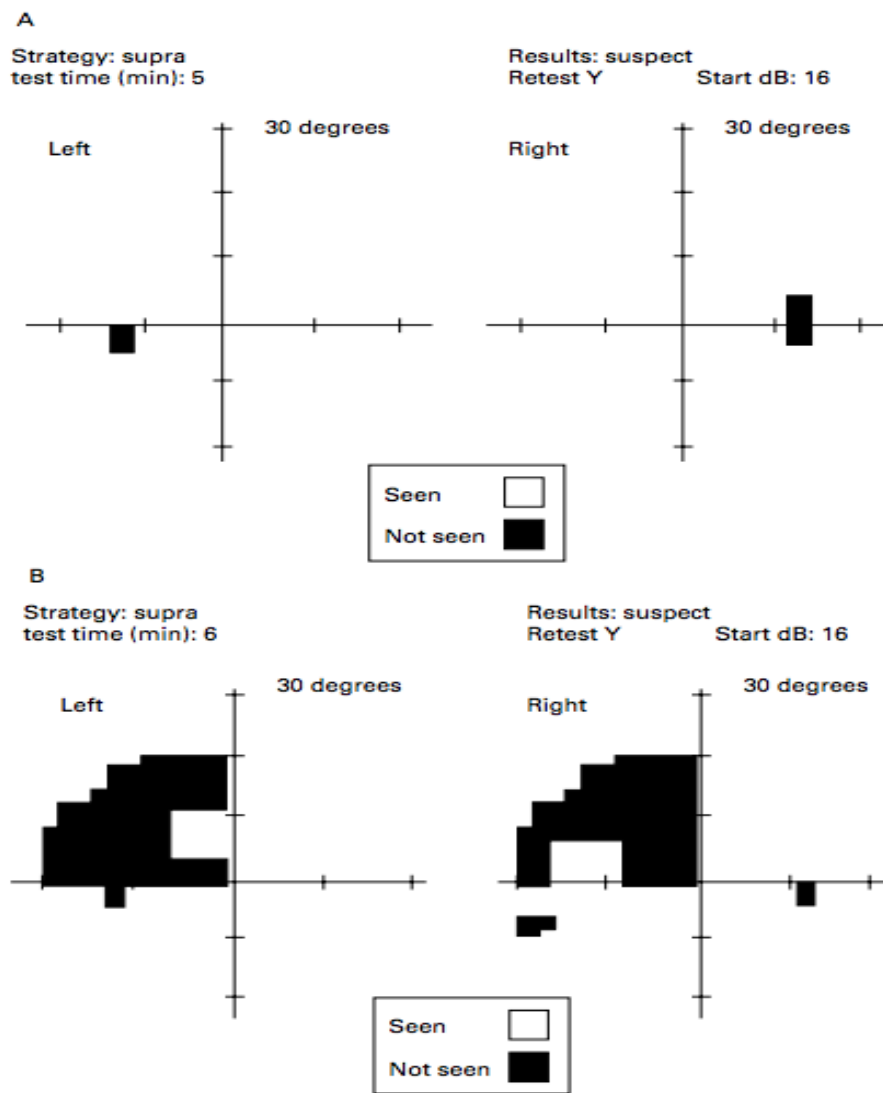 A
Strategy: supra
test time (min): 5
Results: suspect
Retest Y Start dB: 16
Left
30 degrees
Right
30 degrees
Seen
Not seen
B
Strategy: supra
test time (min): 6
Results: suspect
Retest Y Start dB: 16
Left
30 degrees
Right
30 degrees
Seen
Not seen